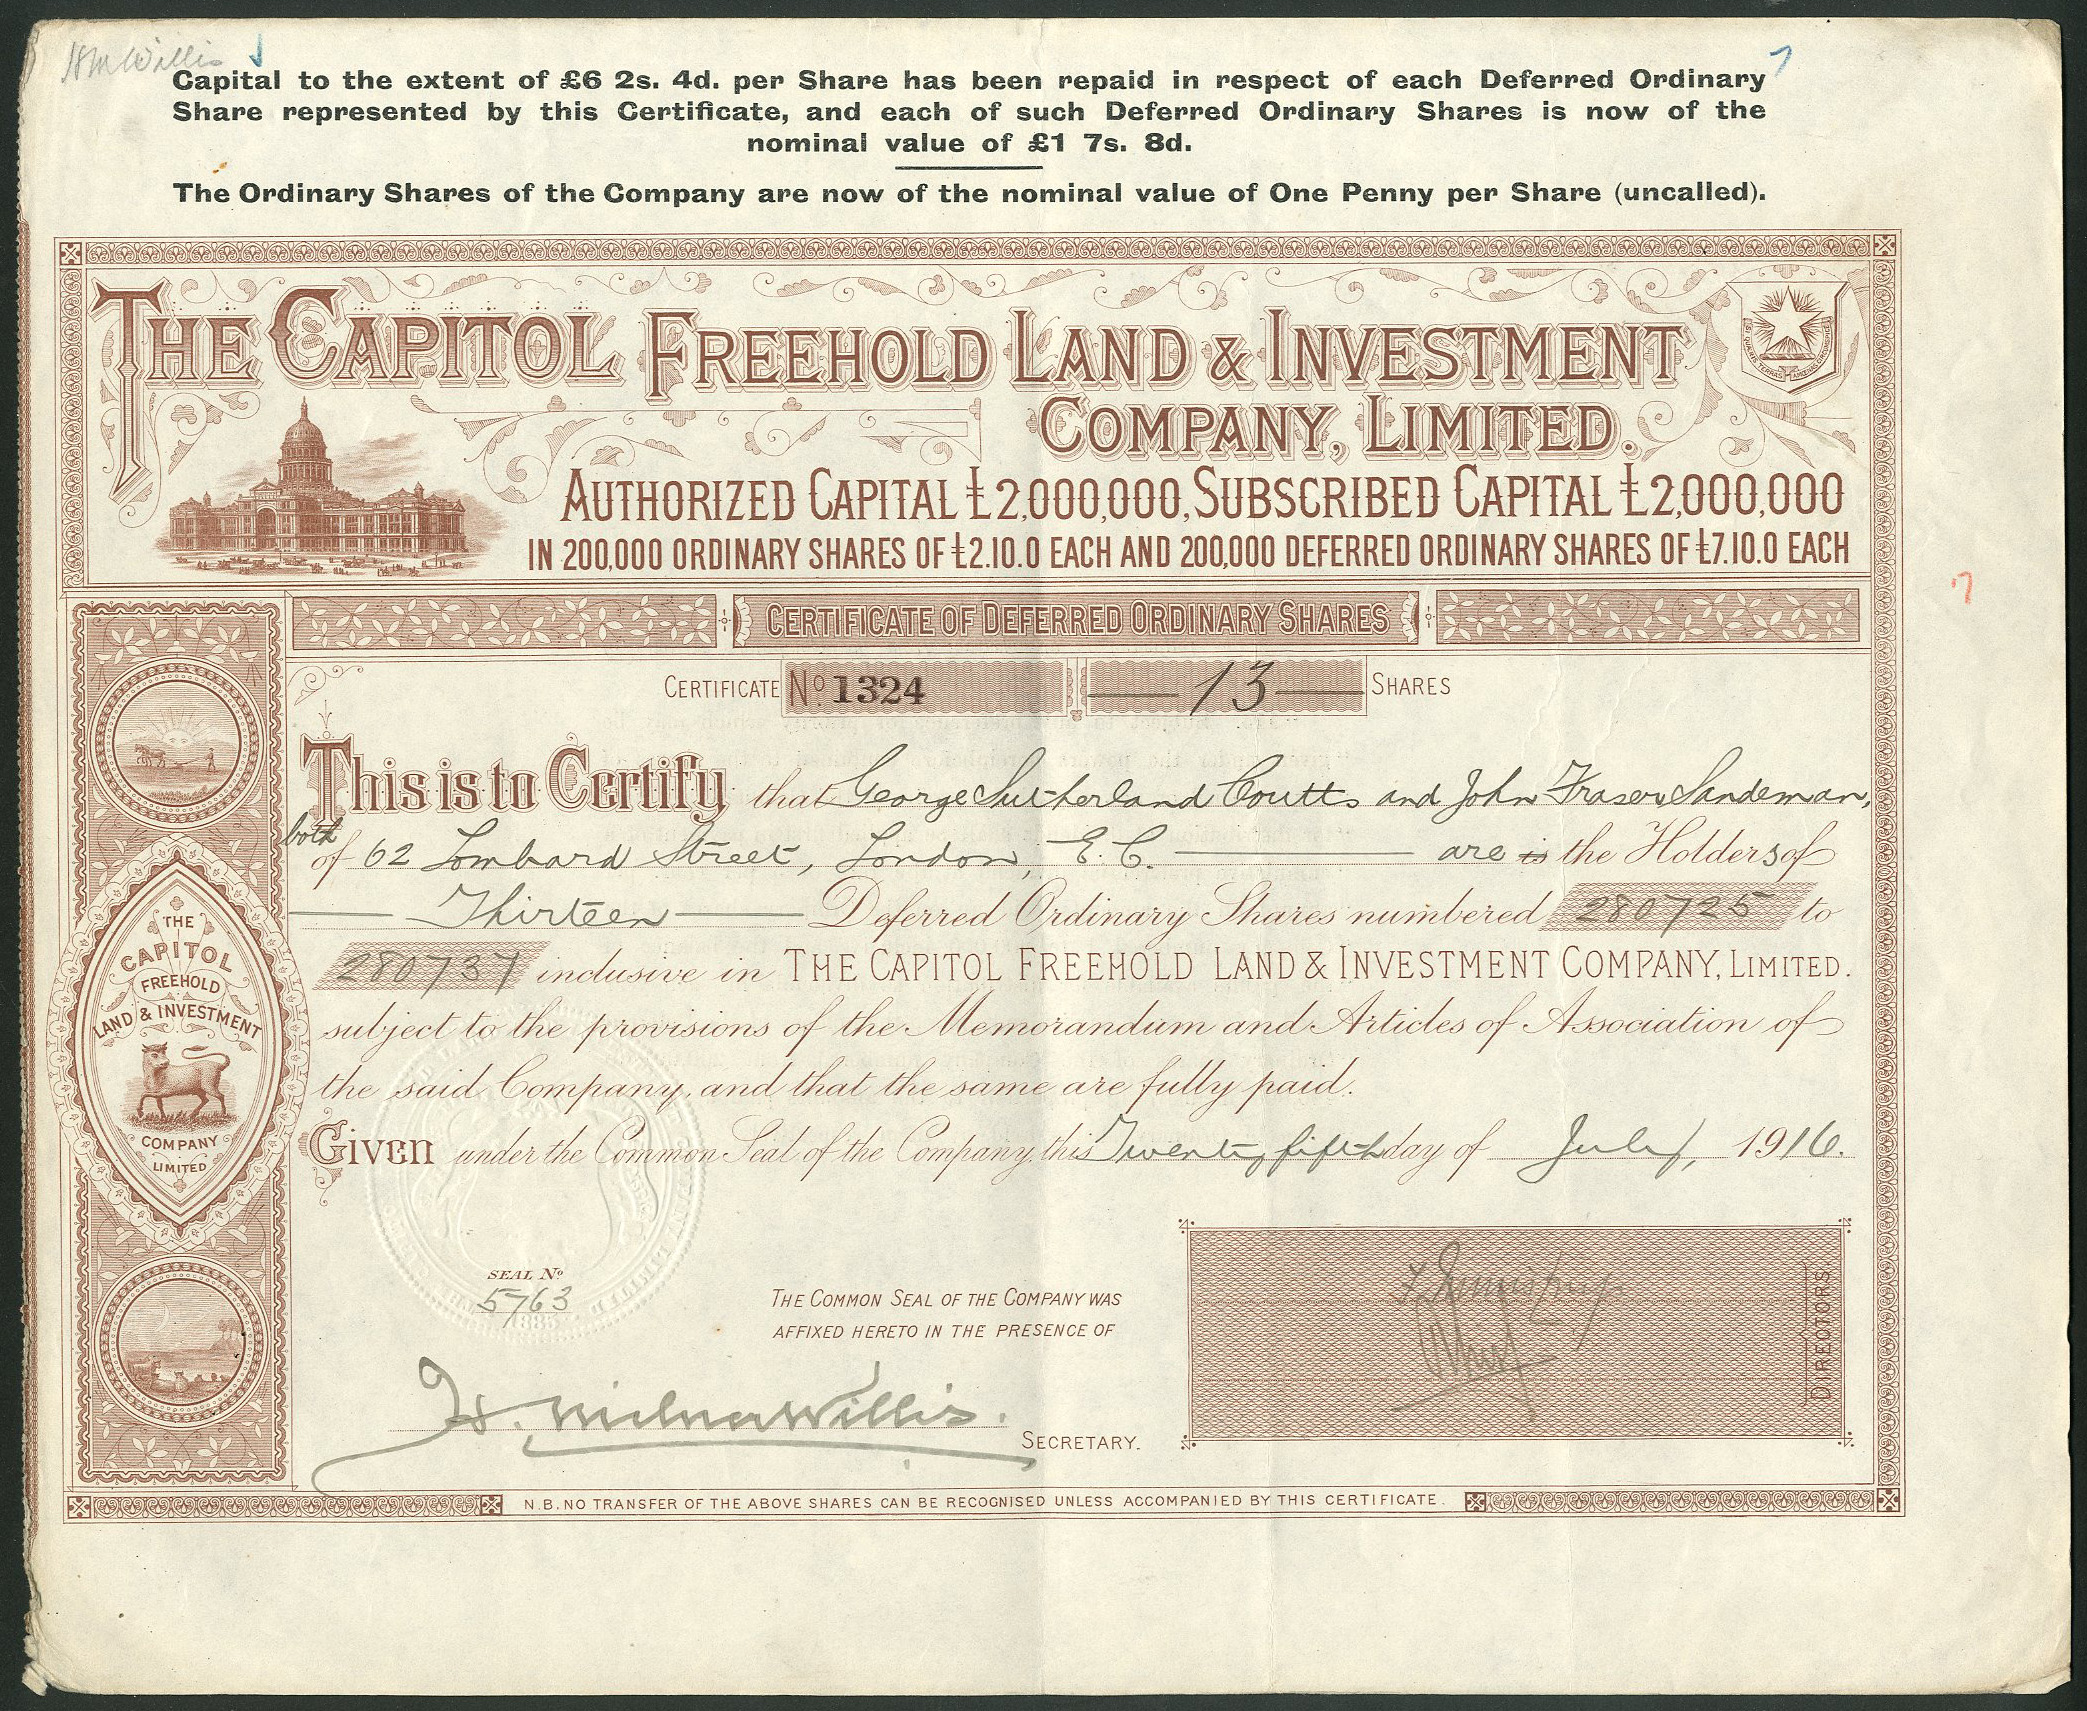 HMWillis
Capital to the extent of £6 2s. 4d. per Share has been repaid in respect of each Deferred Ordinary
Share represented by this Certificate, and each of such Deferred Ordinary Shares is now of the
nominal value of £1 7s. 8d.
The Ordinary Shares of the Company are now of the nominal value of One Penny per Share (uncalled).
THE CAPITOL FREEHOLD LAND & INVESTMENT
COMPANY, LIMITED.
AUTHORIZED CAPITAL £2,000,000, SUBSCRIBED CAPITAL £2,000,000
IN 200,000 ORDINARY SHARES OF £2.10.0 EACH AND 200,000 DEFERRED ORDINARY SHARES OF £7.10.0 EACH
7
CERTIFICATE OF DEFERRED ORDINARY SHARES
CERTIFICATE No. 1324 13 SHARES
This is to Certify that George Sutherland Coutts and John Fraser Sandeman,
both of 62 Lombard Street, London, E.C. are is the Holders of
Thirteen Deferred Ordinary Shares numbered 280725 to
280737 inclusive in THE CAPITOL FREEHOLD LAND & INVESTMENT COMPANY, LIMITED.
subject to the provisions of the Memorandum and Articles of Association of
the said Company, and that the same are fully paid.
Given under the Common Seal of the Company, this Twenty fifth day of July, 1916.
THE
CAPITOL
FREEHOLD
LAND & INVESTMENT
COMPANY
LIMITED
SEAL No
5763
1885
THE COMMON SEAL OF THE COMPANY WAS
AFFIXED HERETO IN THE PRESENCE OF
DIRECTORS.
H. Milner Willis.
SECRETARY.
N.B. NO TRANSFER OF THE ABOVE SHARES CAN BE RECOGNISED UNLESS ACCOMPANIED BY THIS CERTIFICATE.